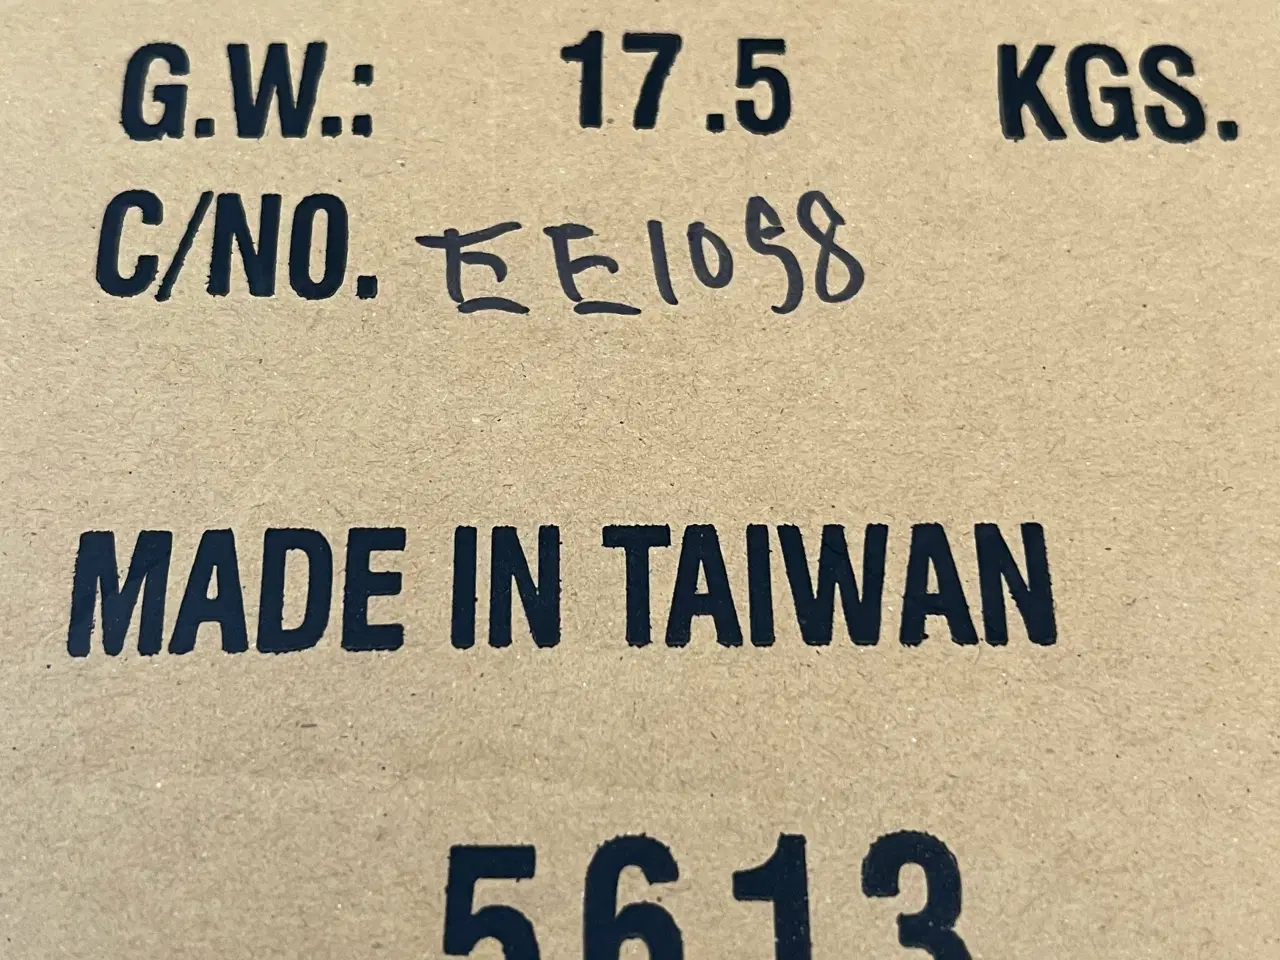 G.W.: 17.5 KGS.
C/NO. EE1058
MADE IN TAIWAN
5613